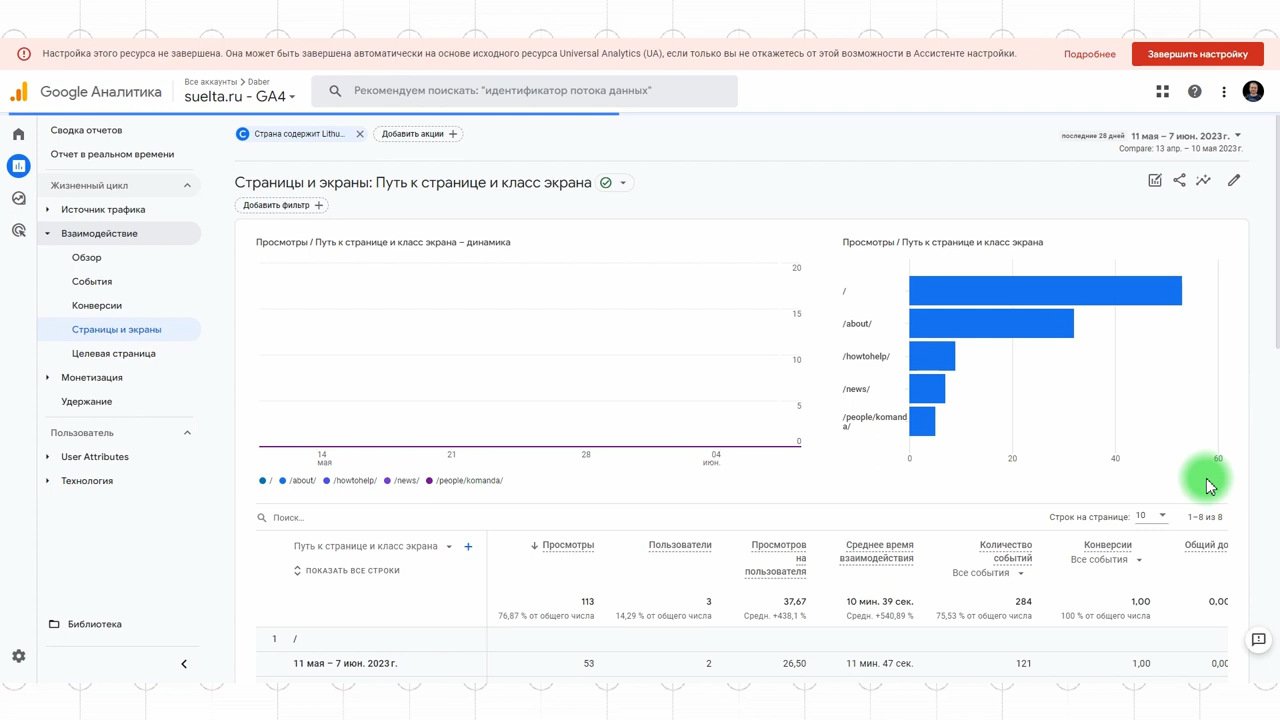 Настройка этого ресурса не завершена. Она может быть завершена автоматически на основе исходного ресурса Universal Analytics (UA), если только вы не откажетесь от этой возможности в Ассистенте настройки.
Подробнее
Завершить настройку
Google Аналитика
Все аккаунты > Daber
suelta.ru - GA4
Рекомендуем поискать: "идентификатор потока данных"
Сводка отчетов
Отчет в реальном времени
Жизненный цикл
Источник трафика
Взаимодействие
Обзор
События
Конверсии
Страницы и экраны
Целевая страница
Монетизация
Удержание
Пользователь
User Attributes
Технология
Библиотека
C
Страна содержит Lithu...
Добавить акции +
последние 28 дней
11 мая – 7 июн. 2023 г.
Compare: 13 апр. – 10 мая 2023 г.
Страницы и экраны: Путь к странице и класс экрана
Добавить фильтр +
Просмотры / Путь к странице и класс экрана – динамика
20
15
10
5
0
14
мая
21
28
04
июн.
/ /about/ /howtohelp/ /news/ /people/komanda/
Просмотры / Путь к странице и класс экрана
/
/about/
/howtohelp/
/news/
/people/komand
a/
0 20 40 60
Поиск...
Строк на странице: 10
1–8 из 8
Путь к странице и класс экрана
ПОКАЗАТЬ ВСЕ СТРОКИ
Просмотры
Пользователи
Просмотров
на
пользователя
Среднее время
взаимодействия
Количество
событий
Все события
Конверсии
Все события
Общий до
113 3 37,67 10 мин. 39 сек. 284 1,00 0,00
76,87 % от общего числа 14,29 % от общего числа Средн. +438,1 % Средн. +540,89 % 75,53 % от общего числа 100 % от общего числа
1 /
11 мая – 7 июн. 2023 г. 53 2 26,50 11 мин. 47 сек. 121 1,00 0,00